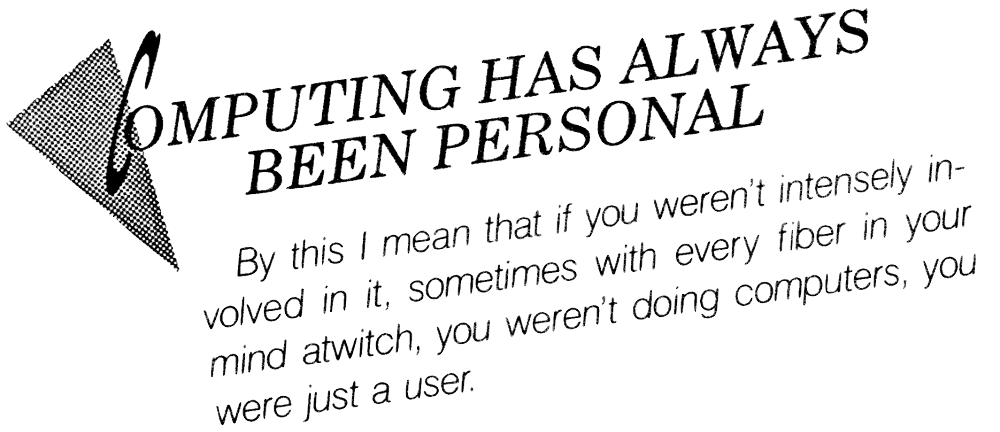 COMPUTING HAS ALWAYS
BEEN PERSONAL
By this I mean that if you weren't intensely in-
volved in it, sometimes with every fiber in your
mind atwitch, you weren't doing computers, you
were just a user.